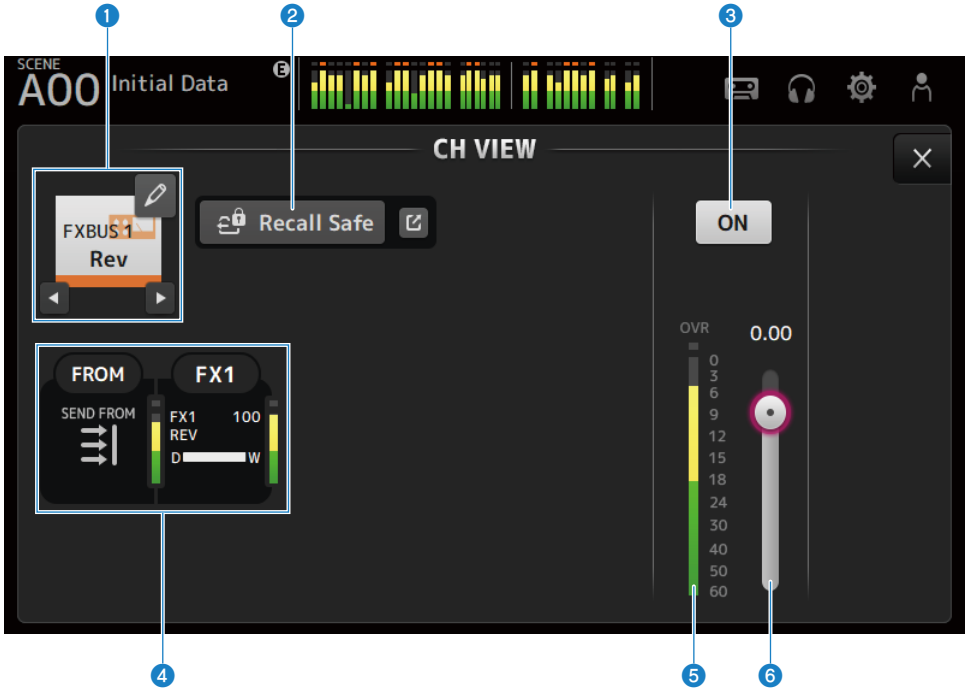 1 2 3
SCENE
A00 Initial Data E
CH VIEW
FXBUS 1
Rev
Recall Safe
ON
OVR 0.00
0
3
6
9
12
15
18
24
30
40
50
60
FROM FX1
SEND FROM
FX1 100
REV
D W
4 5 6